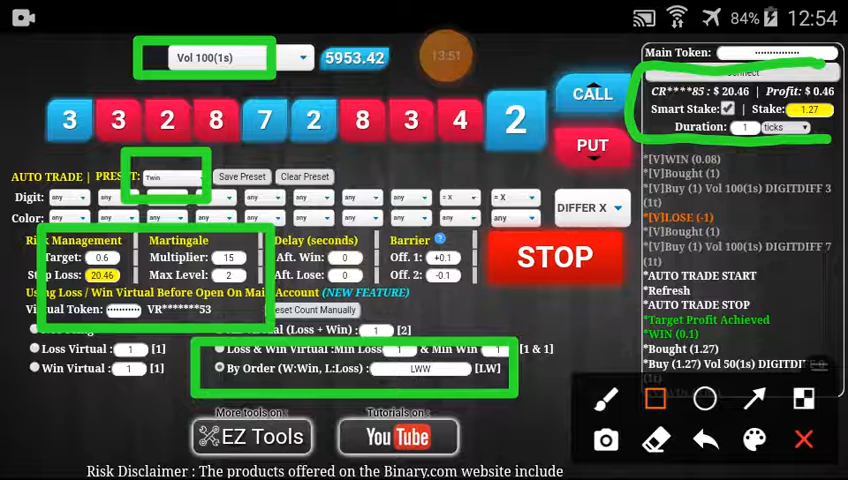 84% 12:54
Vol 100(1s) 5953.42 13:51
Main Token: ••••••••••••••
CR****85 : $ 20.46 | Profit: $ 0.46
Smart Stake: | Stake: 1.27
Duration: 1 ticks
3 3 2 8 7 2 8 3 4 2
CALL
PUT
AUTO TRADE | PRESET: Twin Save Preset Clear Preset
Digit: any any any any any any any any = X = X
Color: any any any any any any any any any any
DIFFER X
Risk Management Martingale Delay (seconds) Barrier ?
Target: 0.6 Multiplier: 15 Aft. Win: 0 Off. 1: +0.1
Stop Loss: 20.46 Max Level: 2 Aft. Lose: 0 Off. 2: -0.1
STOP
Using Loss / Win Virtual Before Open On Main Account (NEW FEATURE)
Virtual Token: ••••••••••• VR*******53 Reset Count Manually
Virtual (Loss + Win) : 1 [2]
Loss Virtual : 1 [1] Loss & Win Virtual :Min Loss 1 & Min Win 1 [1 & 1]
Win Virtual : 1 [1] By Order (W:Win, L:Loss) : LWW [LW]
More tools on : Tutorials on :
EZ Tools YouTube
Risk Disclaimer : The products offered on the Binary.com website include
*[V]WIN (0.08)
*[V]Bought (1)
*[V]Buy (1) Vol 100(1s) DIGITDIFF 3
(1t)
*[V]LOSE (-1)
*[V]Bought (1)
*[V]Buy (1) Vol 100(1s) DIGITDIFF 7
(1t)
*AUTO TRADE START
*Refresh
*AUTO TRADE STOP
*Target Profit Achieved
*WIN (0.1)
*Bought (1.27)
*Buy (1.27) Vol 50(1s) DIGITDIFF
(1t)